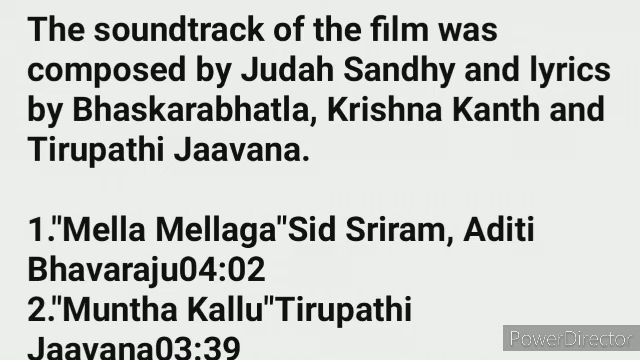 The soundtrack of the film was
composed by Judah Sandhy and lyrics
by Bhaskarabhatla, Krishna Kanth and
Tirupathi Jaavana.
1."Mella Mellaga"Sid Sriram, Aditi
Bhavaraju04:02
2."Muntha Kallu"Tirupathi
Jaavana03:39
PowerDirector